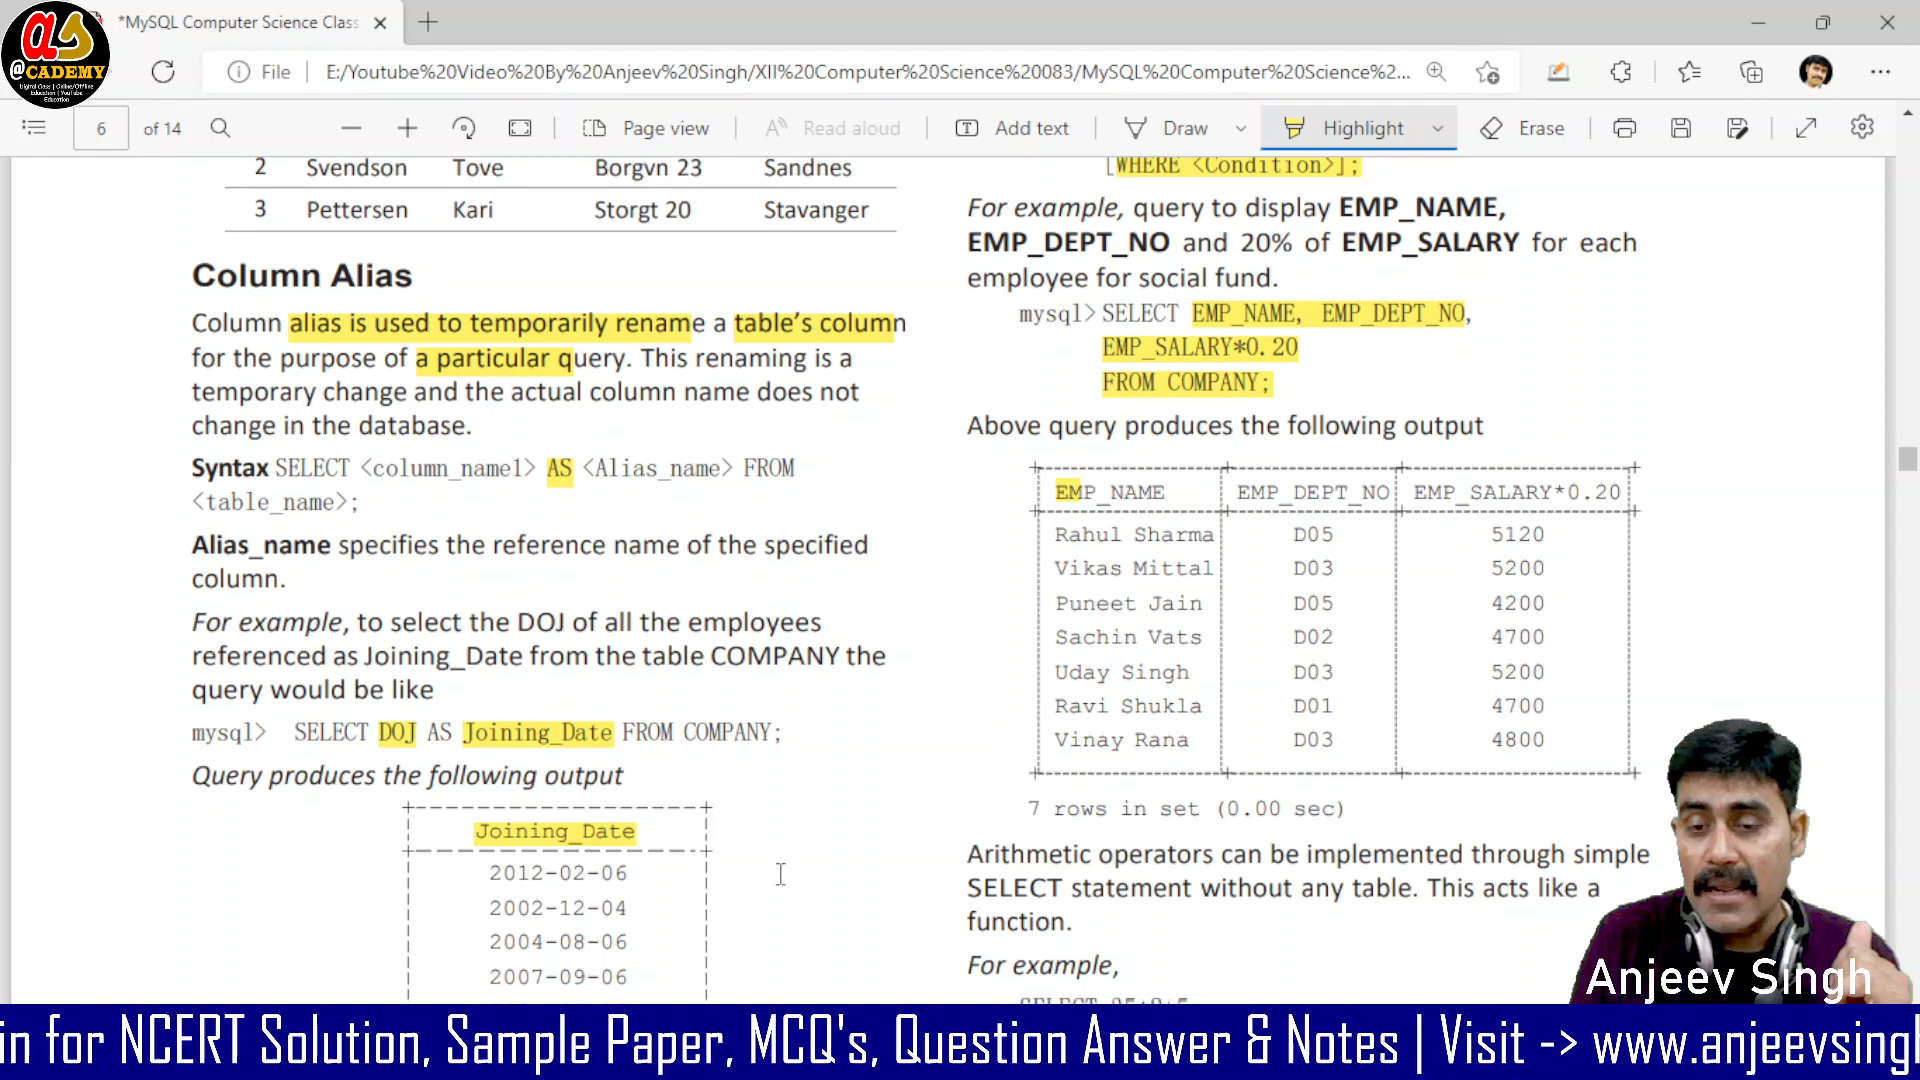 as
@CADEMY
Digital Class | Online/Offline
Education | YouTube
Education
*MySQL Computer Science Class
File
E:/Youtube%20Video%20By%20Anjeev%20Singh/XII%20Computer%20Science%20083/MySQL%20Computer%20Science%2...
6 of 14
Page view
Read aloud
Add text
Draw
Highlight
Erase
2 Svendson Tove Borgvn 23 Sandnes
3 Pettersen Kari Storgt 20 Stavanger
Column Alias
Column alias is used to temporarily rename a table's column
for the purpose of a particular query. This renaming is a
temporary change and the actual column name does not
change in the database.
Syntax SELECT <column_name1> AS <Alias_name> FROM
<table_name>;
Alias_name specifies the reference name of the specified
column.
For example, to select the DOJ of all the employees
referenced as Joining_Date from the table COMPANY the
query would be like
mysql> SELECT DOJ AS Joining_Date FROM COMPANY;
Query produces the following output
Joining_Date
2012-02-06
2002-12-04
2004-08-06
2007-09-06
[WHERE <Condition>];
For example, query to display EMP_NAME,
EMP_DEPT_NO and 20% of EMP_SALARY for each
employee for social fund.
mysql> SELECT EMP_NAME, EMP_DEPT_NO,
EMP_SALARY*0.20
FROM COMPANY;
Above query produces the following output
EMP_NAME EMP_DEPT_NO EMP_SALARY*0.20
Rahul Sharma D05 5120
Vikas Mittal D03 5200
Puneet Jain D05 4200
Sachin Vats D02 4700
Uday Singh D03 5200
Ravi Shukla D01 4700
Vinay Rana D03 4800
7 rows in set (0.00 sec)
Arithmetic operators can be implemented through simple
SELECT statement without any table. This acts like a
function.
For example,
Anjeev Singh
in for NCERT Solution, Sample Paper, MCQ's, Question Answer & Notes | Visit -> www.anjeevsingh